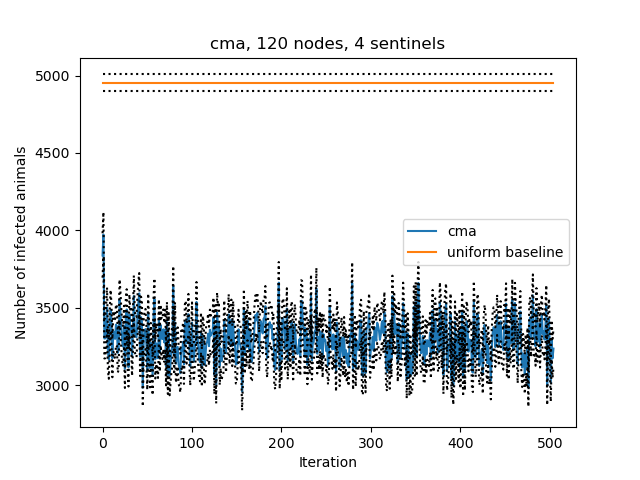 cma, 120 nodes, 4 sentinels
5000
4500
4000
3500
3000
Number of infected animals
cma
uniform baseline
0 100 200 300 400 500
Iteration